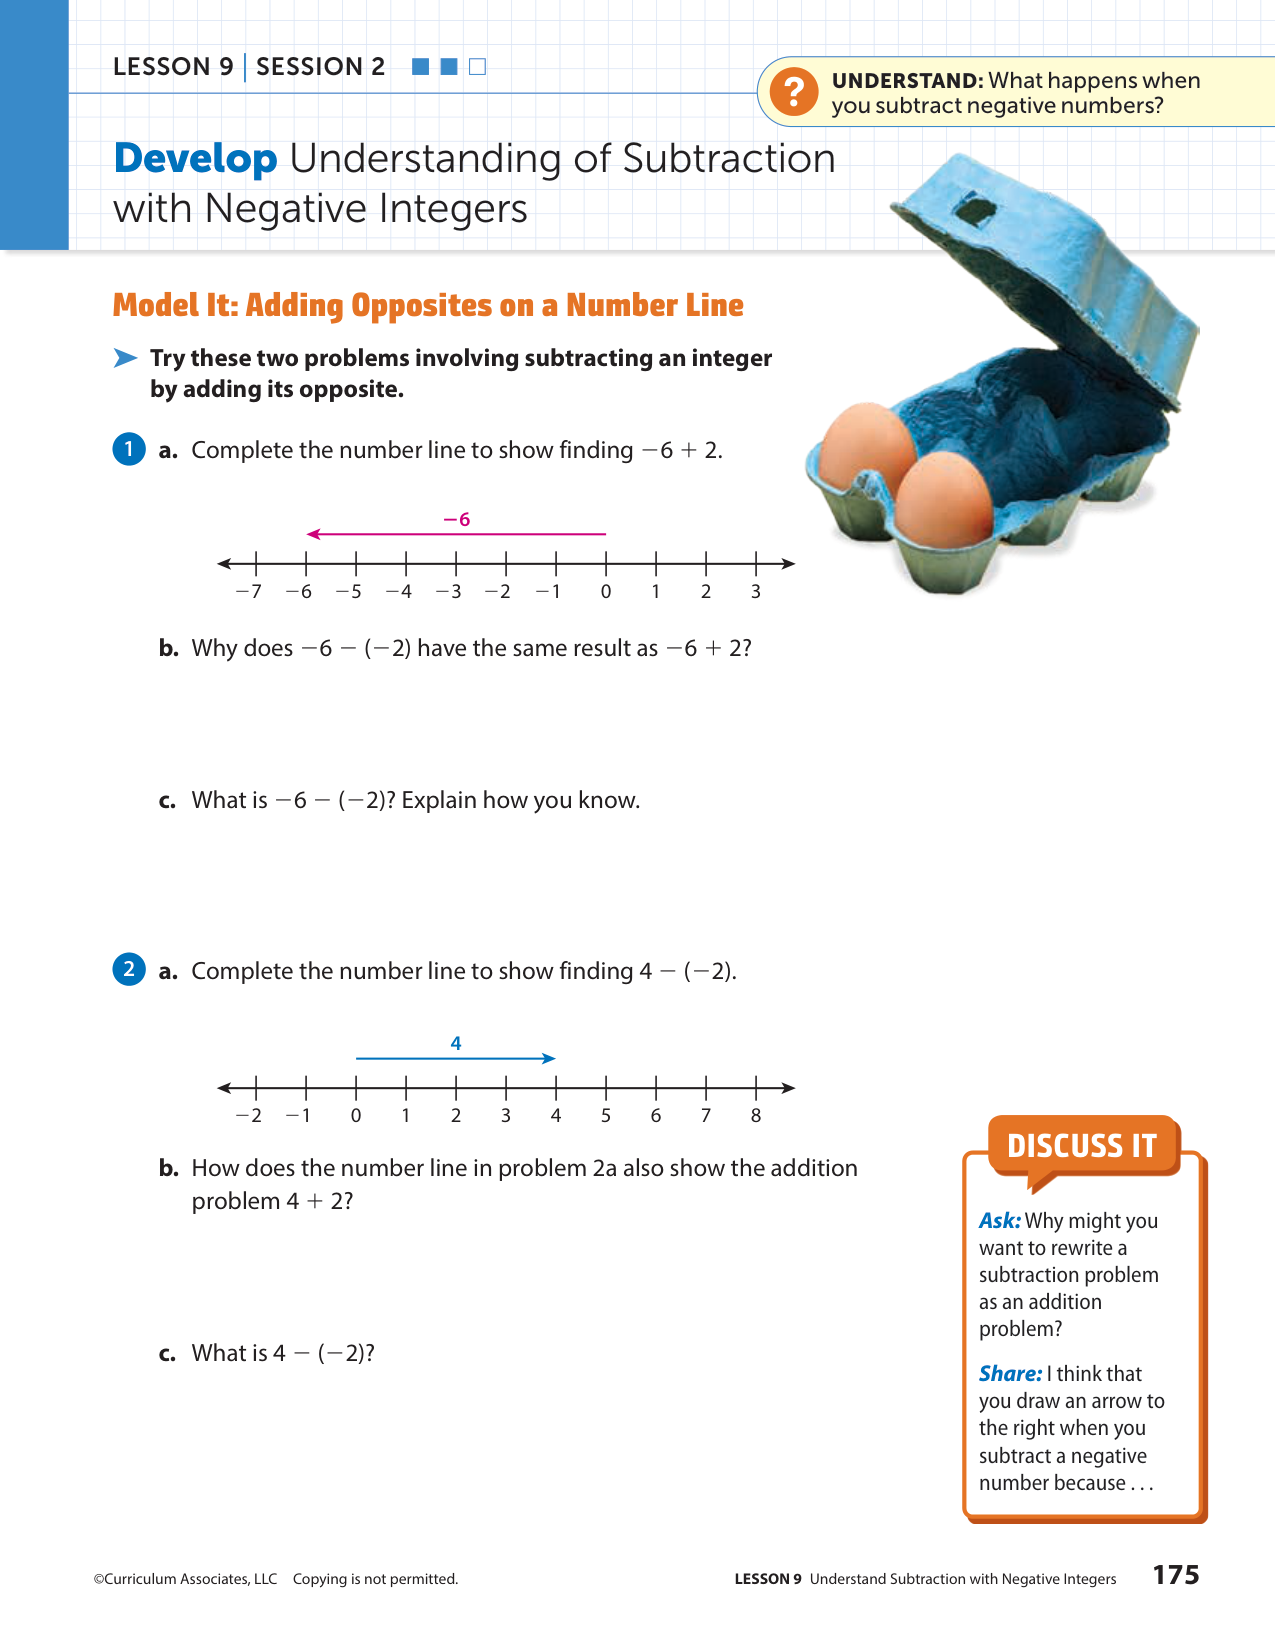 LESSON 9 | SESSION 2
? UNDERSTAND: What happens when
you subtract negative numbers?
Develop Understanding of Subtraction
with Negative Integers
Model It: Adding Opposites on a Number Line
Try these two problems involving subtracting an integer
by adding its opposite.
1 a. Complete the number line to show finding −6 + 2.
−6
−7 −6 −5 −4 −3 −2 −1 0 1 2 3
b. Why does −6 − (−2) have the same result as −6 + 2?
c. What is −6 − (−2)? Explain how you know.
2 a. Complete the number line to show finding 4 − (−2).
4
−2 −1 0 1 2 3 4 5 6 7 8
b. How does the number line in problem 2a also show the addition
problem 4 + 2?
c. What is 4 − (−2)?
DISCUSS IT
Ask: Why might you
want to rewrite a
subtraction problem
as an addition
problem?
Share: I think that
you draw an arrow to
the right when you
subtract a negative
number because . . .
©Curriculum Associates, LLC Copying is not permitted.
LESSON 9 Understand Subtraction with Negative Integers 175